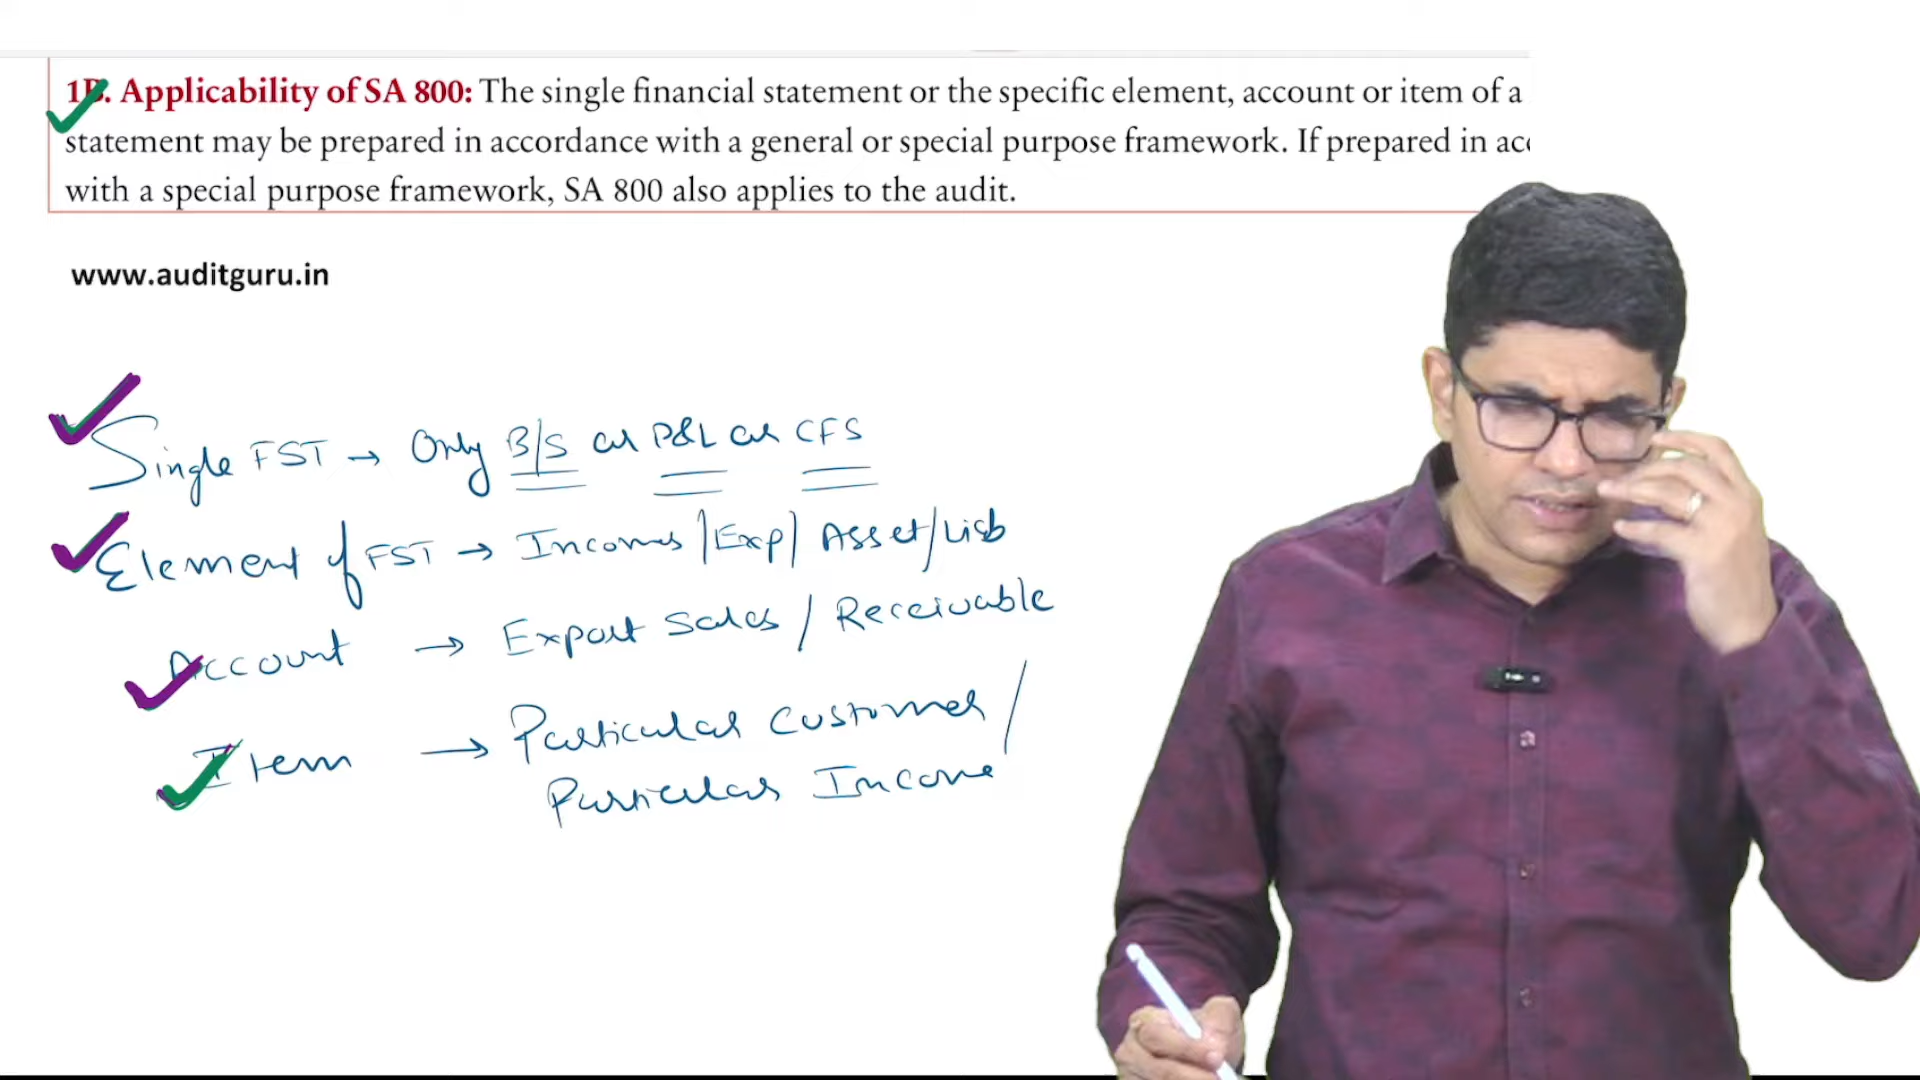 1B. Applicability of SA 800: The single financial statement or the specific element, account or item of a
statement may be prepared in accordance with a general or special purpose framework. If prepared in acc
with a special purpose framework, SA 800 also applies to the audit.
www.auditguru.in
Single FST → Only B/S or P&L or CFS
Element of FST → Incomes / Exp / Asset / Liab
Account → Export Sales / Receivable
Item → Particular Customer /
Particular Income